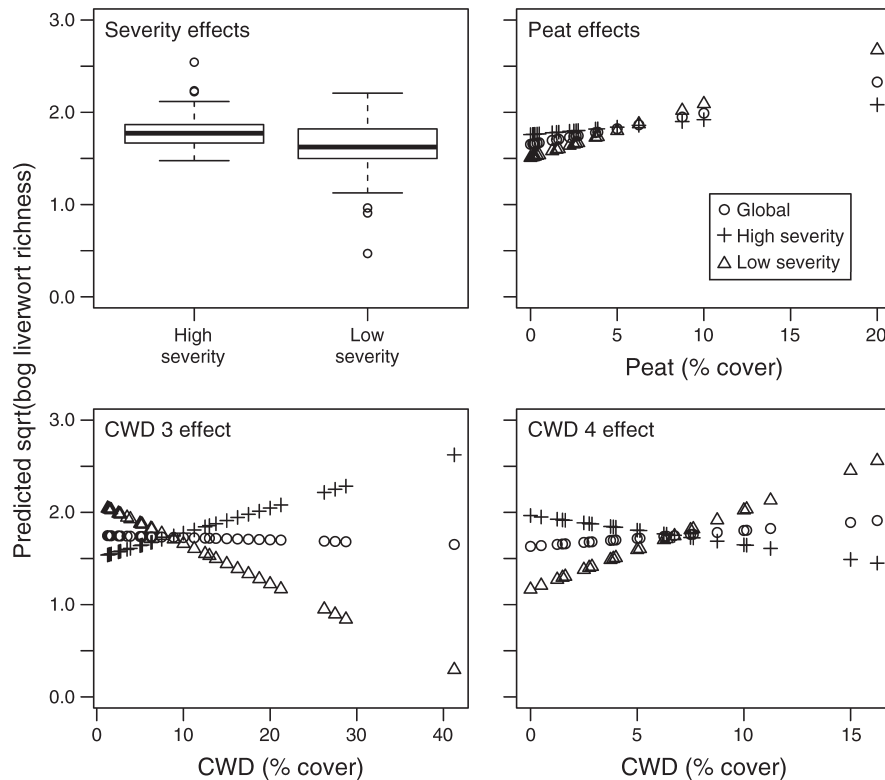 Predicted sqrt(bog liverwort richness)
Severity effects
3.0
2.0
1.0
0.0
High
severity
Low
severity
Peat effects
Global
High severity
Low severity
0 5 10 15 20
Peat (% cover)
CWD 3 effect
3.0
2.0
1.0
0.0
0 10 20 30 40
CWD (% cover)
CWD 4 effect
0 5 10 15
CWD (% cover)